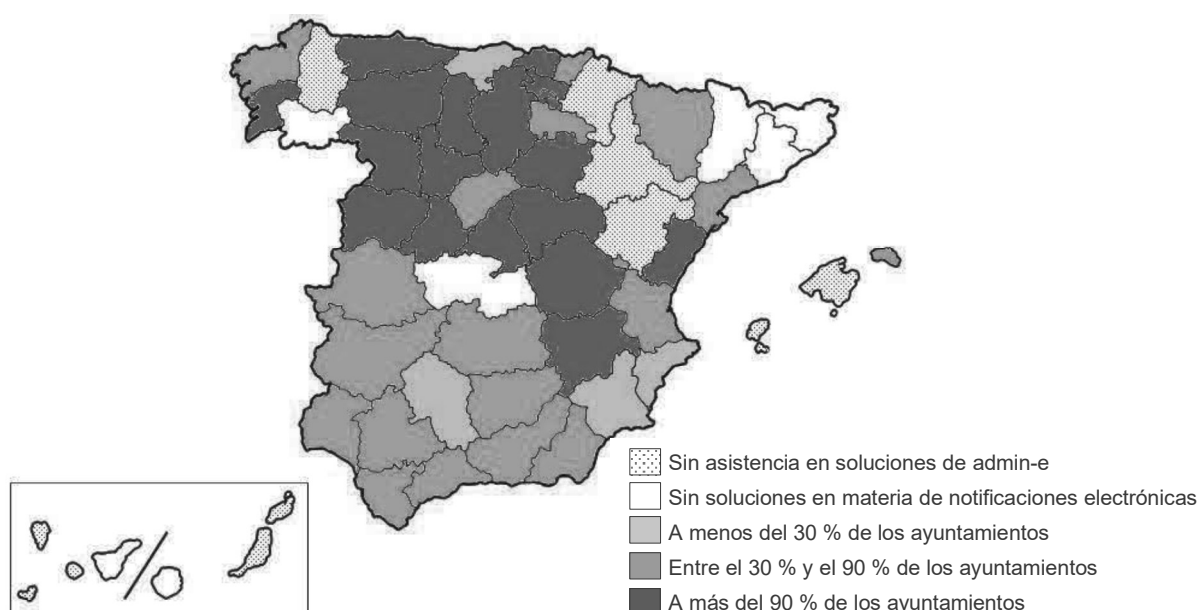 Sin asistencia en soluciones de admin-e
Sin soluciones en materia de notificaciones electrónicas
A menos del 30 % de los ayuntamientos
Entre el 30 % y el 90 % de los ayuntamientos
A más del 90 % de los ayuntamientos